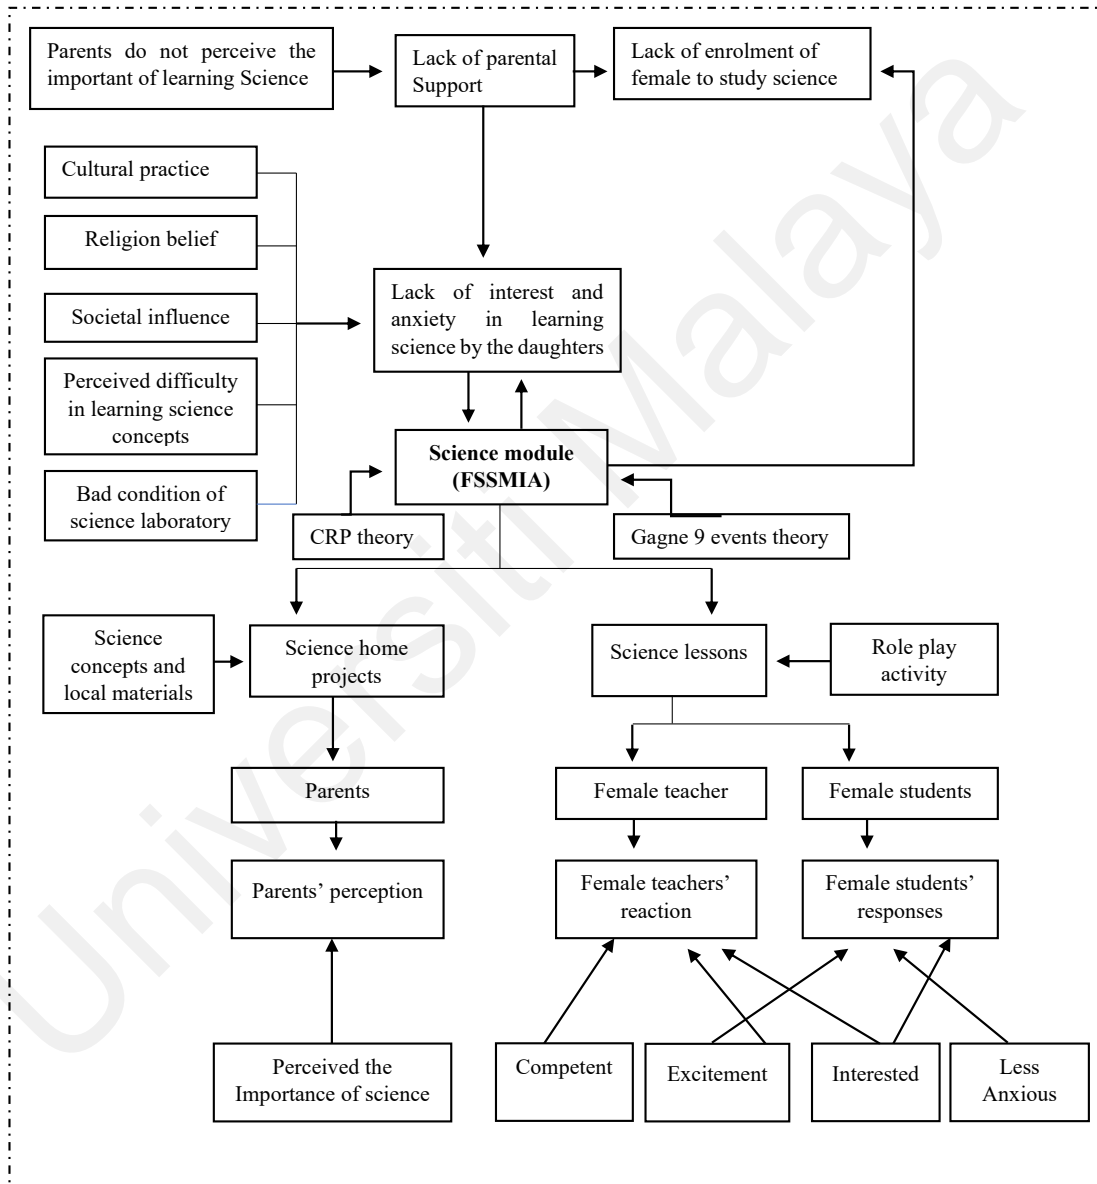 Parents do not perceive the
important of learning Science
Lack of parental
Support
Lack of enrolment of
female to study science
Cultural practice
Religion belief
Societal influence
Perceived difficulty
in learning science
concepts
Bad condition of
science laboratory
Lack of interest and
anxiety in learning
science by the daughters
Science module
(FSSMIA)
CRP theory
Gagne 9 events theory
Science
concepts and
local materials
Science home
projects
Science lessons
Role play
activity
Parents
Female teacher
Female students
Parents' perception
Female teachers'
reaction
Female students'
responses
Perceived the
Importance of science
Competent
Excitement
Interested
Less
Anxious
Universiti Malaya